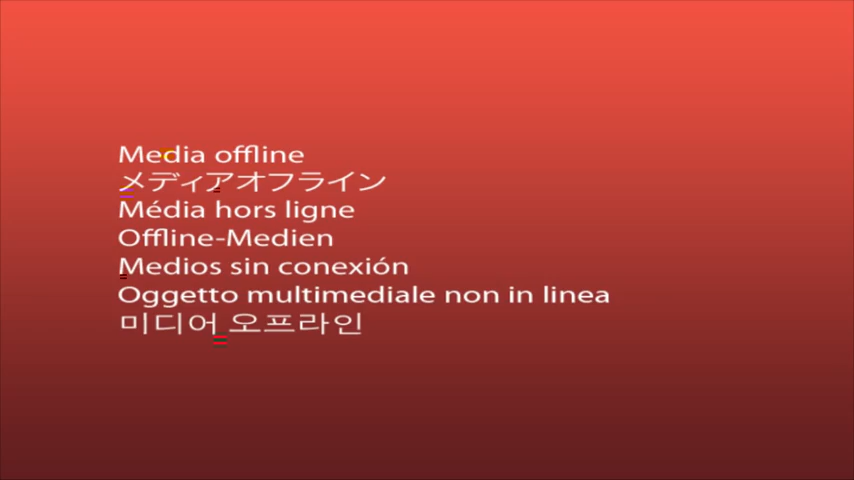 Media offline
メディアオフライン
Média hors ligne
Offline-Medien
Medios sin conexión
Oggetto multimediale non in linea
미디어 오프라인